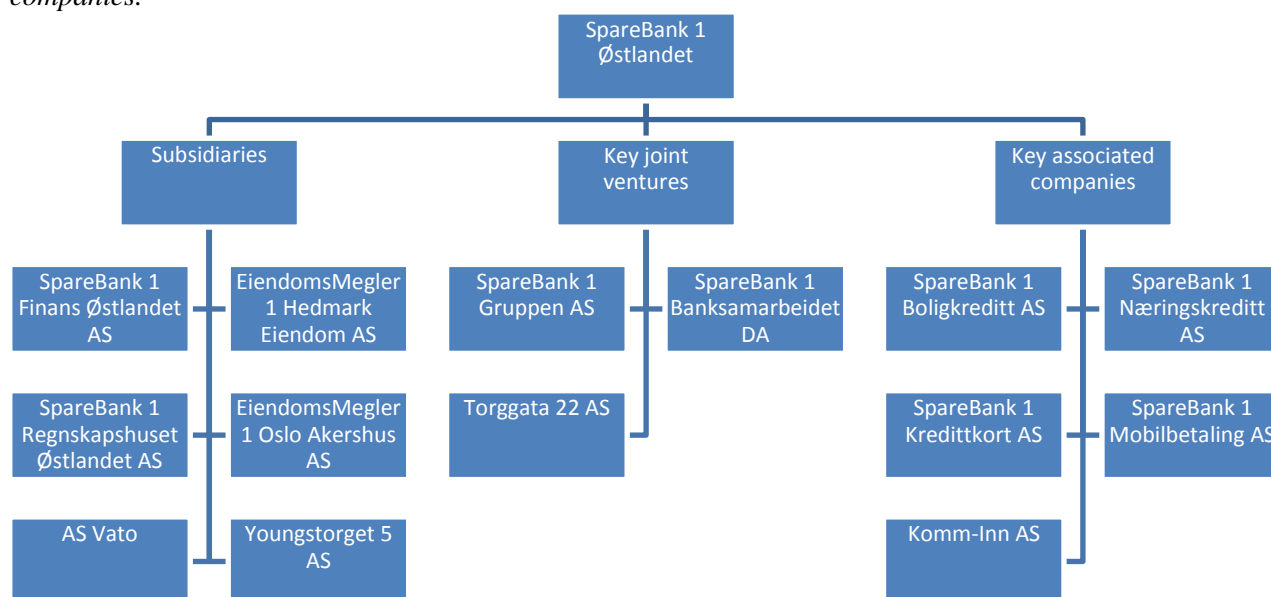 companies.
SpareBank 1
Østlandet
Subsidiaries
Key joint
ventures
Key associated
companies
SpareBank 1
Finans Østlandet
AS
EiendomsMegler
1 Hedmark
Eiendom AS
SpareBank 1
Gruppen AS
SpareBank 1
Banksamarbeidet
DA
SpareBank 1
Boligkreditt AS
SpareBank 1
Næringskreditt
AS
SpareBank 1
Regnskapshuset
Østlandet AS
EiendomsMegler
1 Oslo Akershus
AS
Torggata 22 AS
SpareBank 1
Kredittkort AS
SpareBank 1
Mobilbetaling AS
AS Vato
Youngstorget 5
AS
Komm-Inn AS